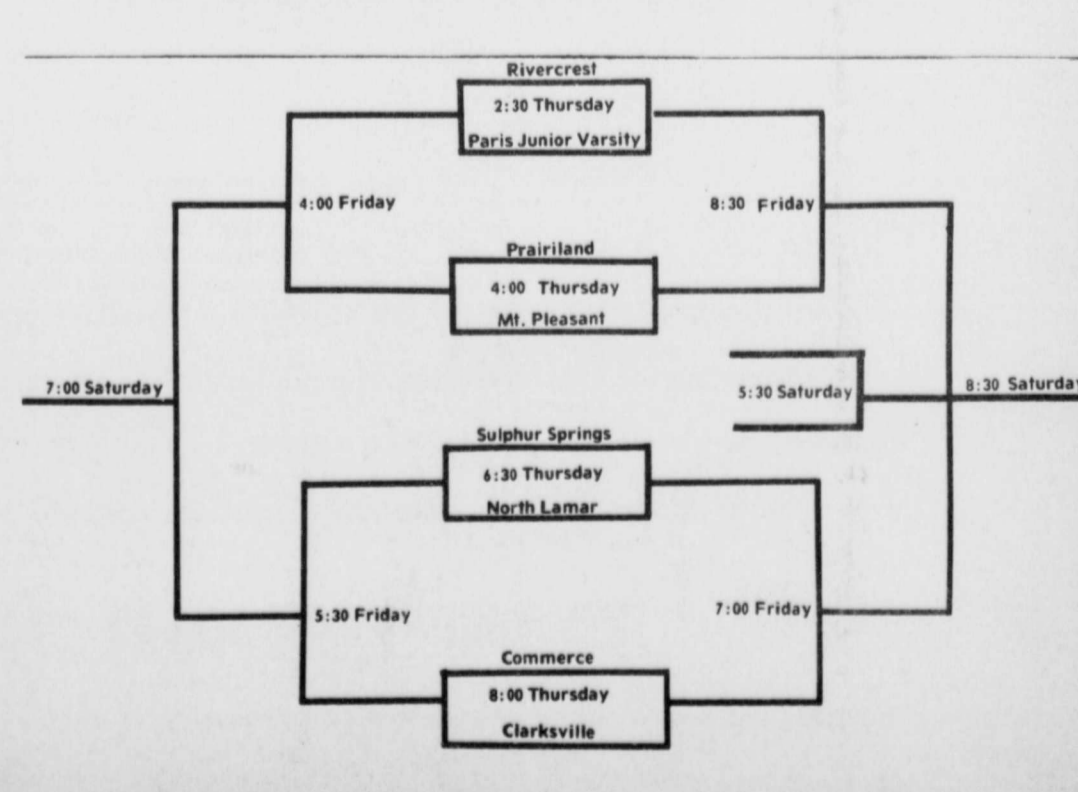 Rivercrest
2:30 Thursday
Paris Junior Varsity
4:00 Friday
8:30 Friday
Prairiland
4:00 Thursday
Mt. Pleasant
7:00 Saturday
5:30 Saturday
8:30 Saturday
Sulphur Springs
6:30 Thursday
North Lamar
5:30 Friday
7:00 Friday
Commerce
8:00 Thursday
Clarksville